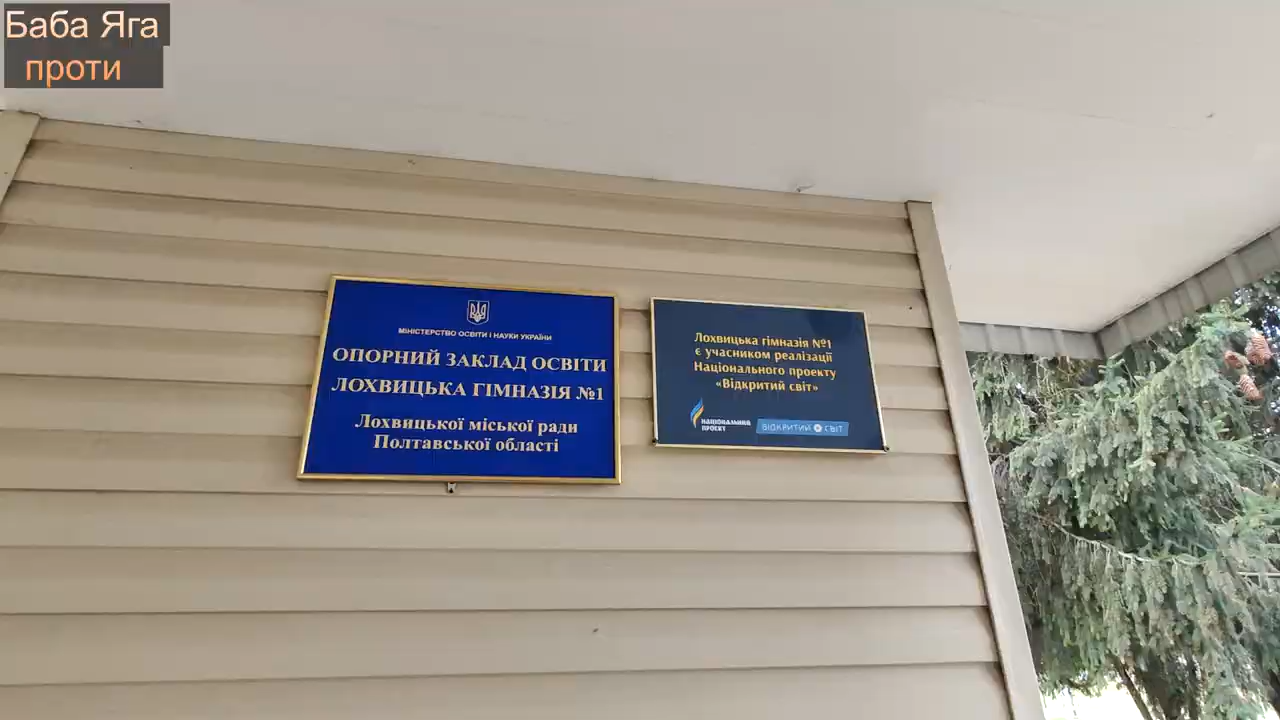 Баба Яга
проти
МІНІСТЕРСТВО ОСВІТИ І НАУКИ УКРАЇНИ
ОПОРНИЙ ЗАКЛАД ОСВІТИ
ЛОХВИЦЬКА ГІМНАЗІЯ №1
Лохвицької міської ради
Полтавської області
Лохвицька гімназія №1
є учасником реалізації
Національного проекту
«Відкритий світ»
НАЦІОНАЛЬНИЙ
ПРОЕКТ
ВІДКРИТИЙ СВІТ